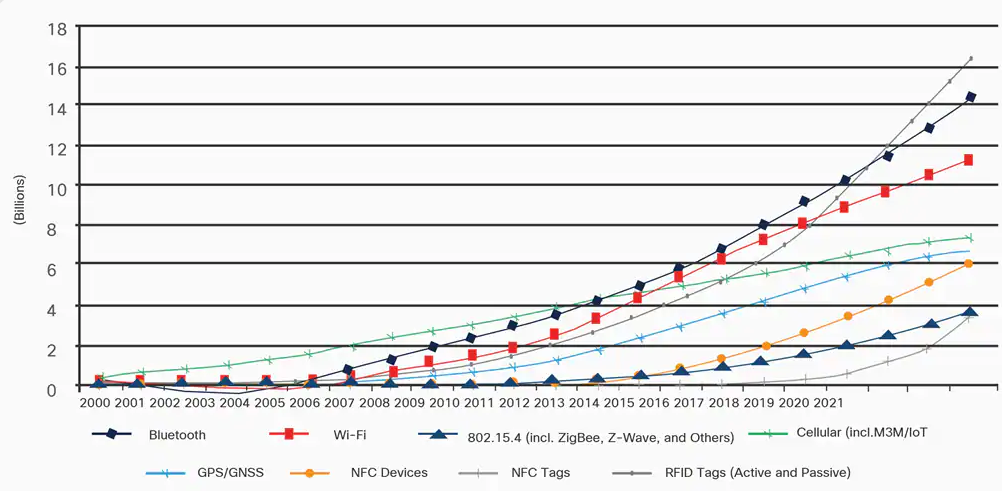 18
16
14
12
10
8
6
4
2
0
(Billions)
2000 2001 2002 2003 2004 2005 2006 2007 2008 2009 2010 2011 2012 2013 2014 2015 2016 2017 2018 2019 2020 2021
Bluetooth Wi-Fi 802.15.4 (incl. ZigBee, Z-Wave, and Others) Cellular (incl.M3M/IoT
GPS/GNSS NFC Devices NFC Tags RFID Tags (Active and Passive)